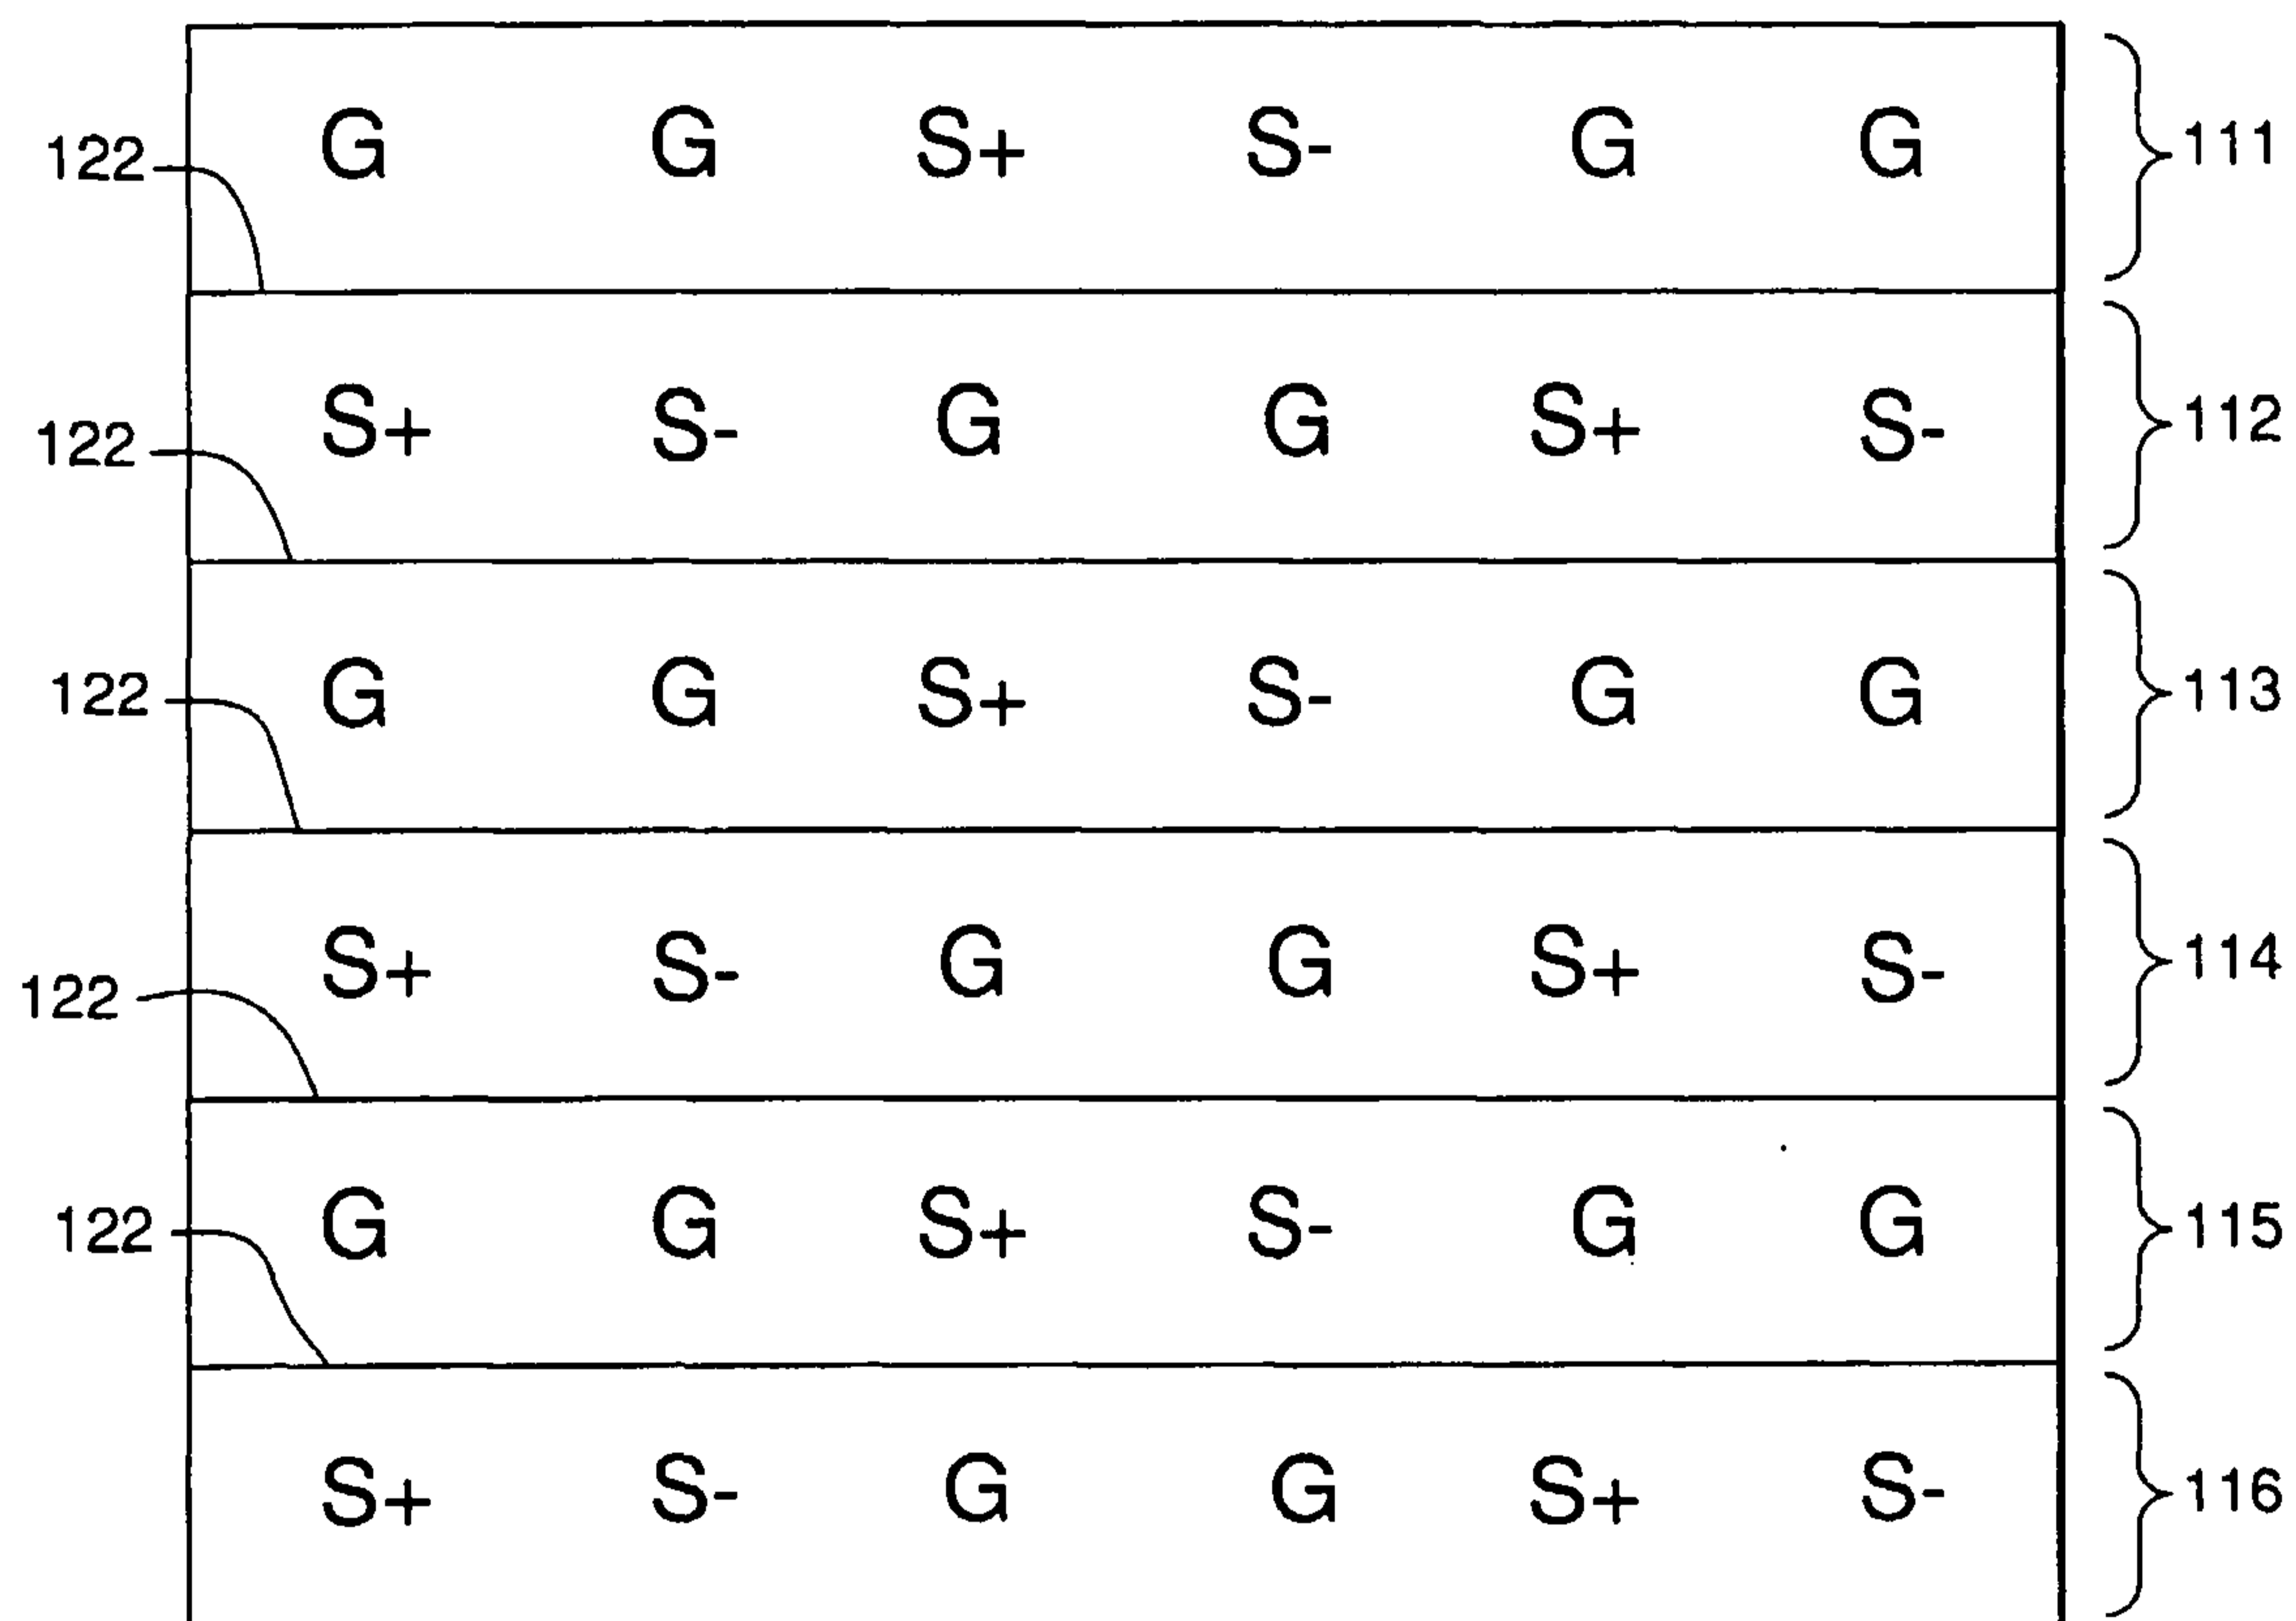 G G S+ S- G G 111
122
S+ S- G G S+ S- 112
122
G G S+ S- G G 113
122
S+ S- G G S+ S- 114
122
G G S+ S- G G 115
122
S+ S- G G S+ S- 116